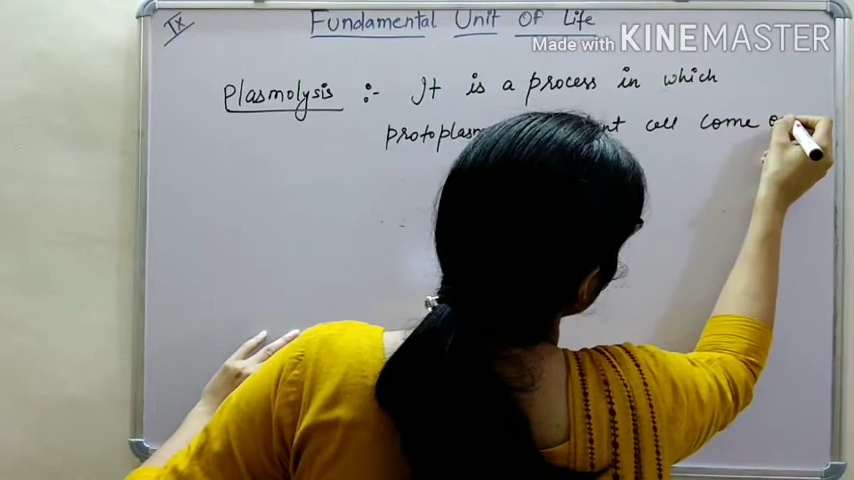 IX
Fundamental Unit Of Life
Made with KINEMASTER
Plasmolysis :- It is a process in which
protoplasm cell come